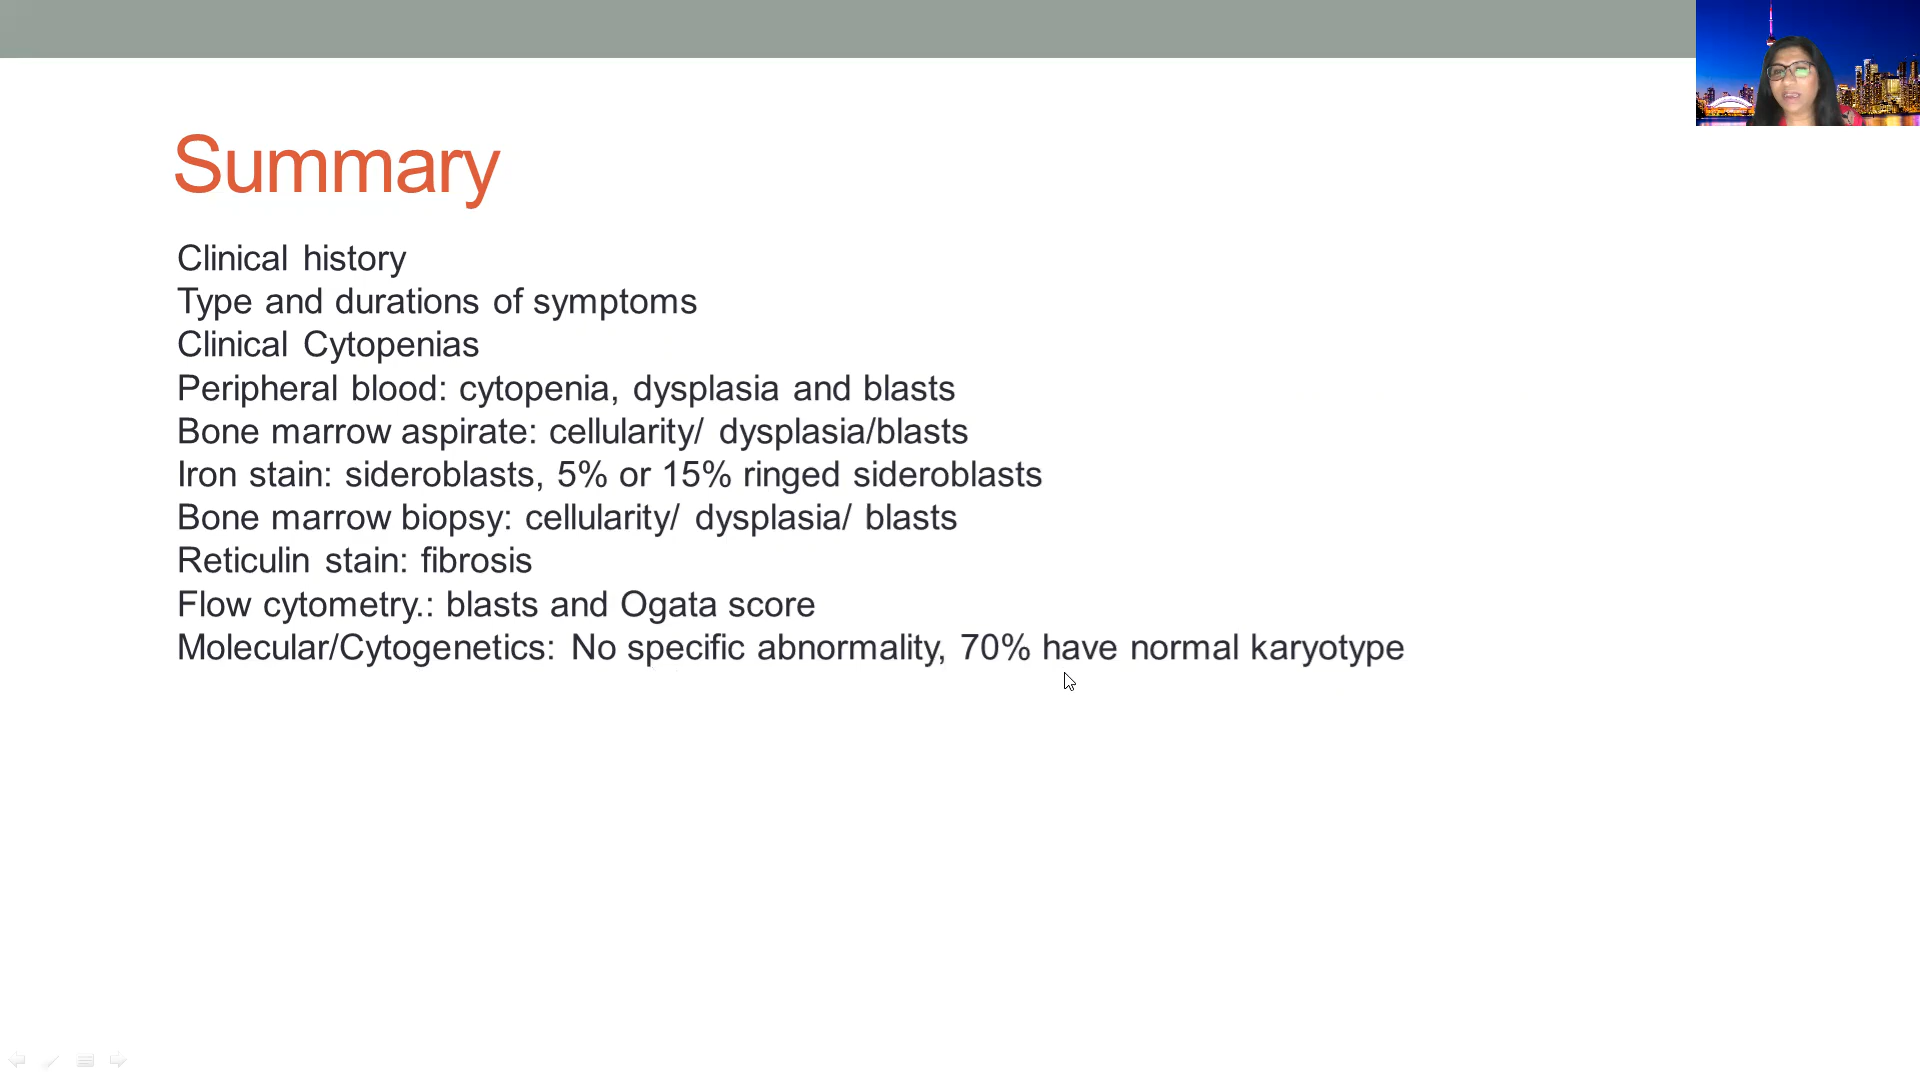 Summary
Clinical history
Type and durations of symptoms
Clinical Cytopenias
Peripheral blood: cytopenia, dysplasia and blasts
Bone marrow aspirate: cellularity/ dysplasia/blasts
Iron stain: sideroblasts, 5% or 15% ringed sideroblasts
Bone marrow biopsy: cellularity/ dysplasia/ blasts
Reticulin stain: fibrosis
Flow cytometry.: blasts and Ogata score
Molecular/Cytogenetics: No specific abnormality, 70% have normal karyotype